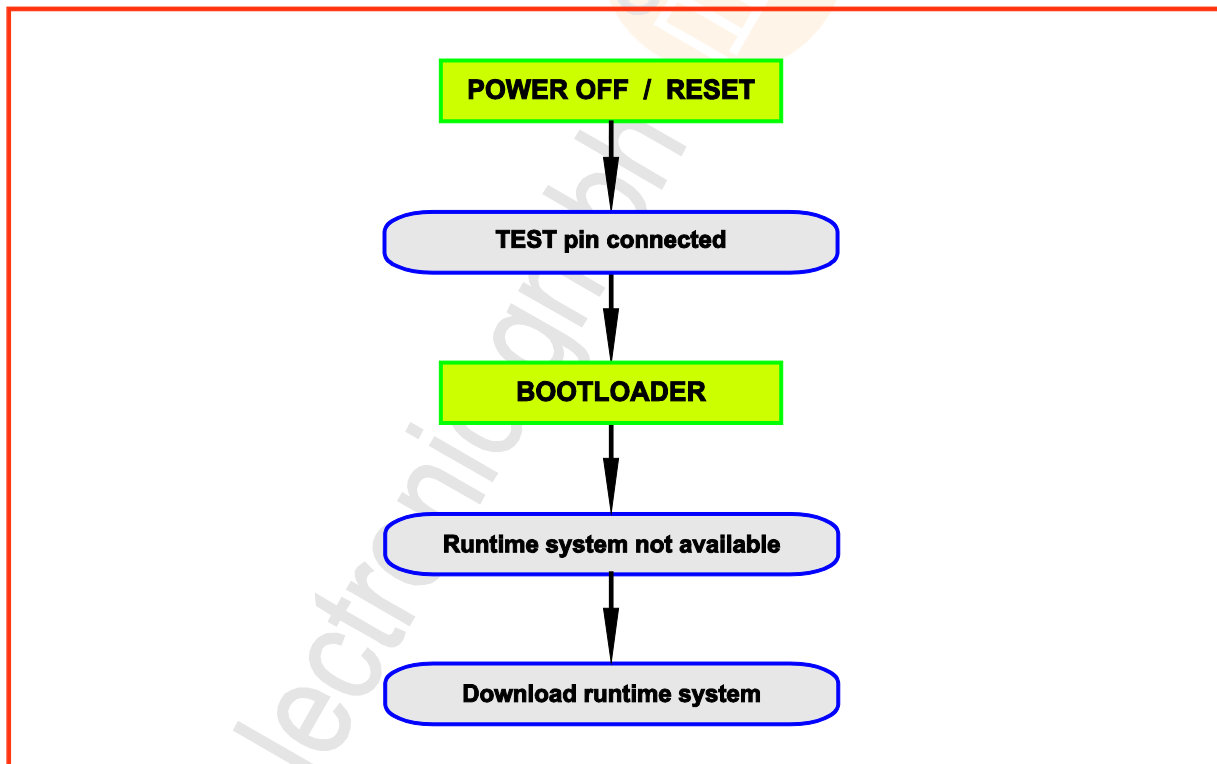 POWER OFF / RESET
TEST pin connected
BOOTLOADER
Runtime system not available
Download runtime system